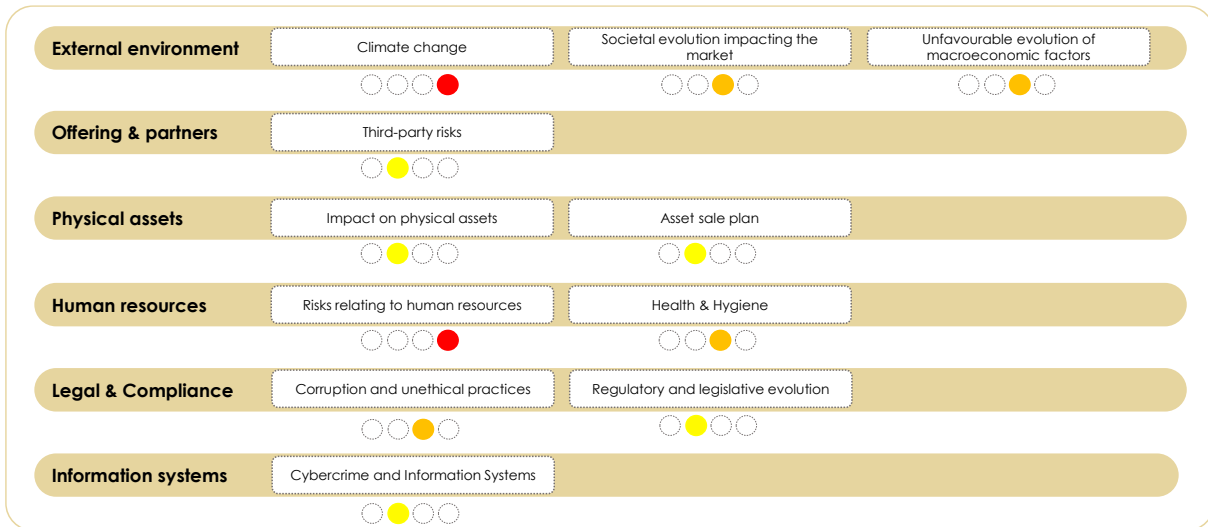 External environment
Climate change
Societal evolution impacting the
market
Unfavourable evolution of
macroeconomic factors
Offering & partners
Third-party risks
Physical assets
Impact on physical assets
Asset sale plan
Human resources
Risks relating to human resources
Health & Hygiene
Legal & Compliance
Corruption and unethical practices
Regulatory and legislative evolution
Information systems
Cybercrime and Information Systems